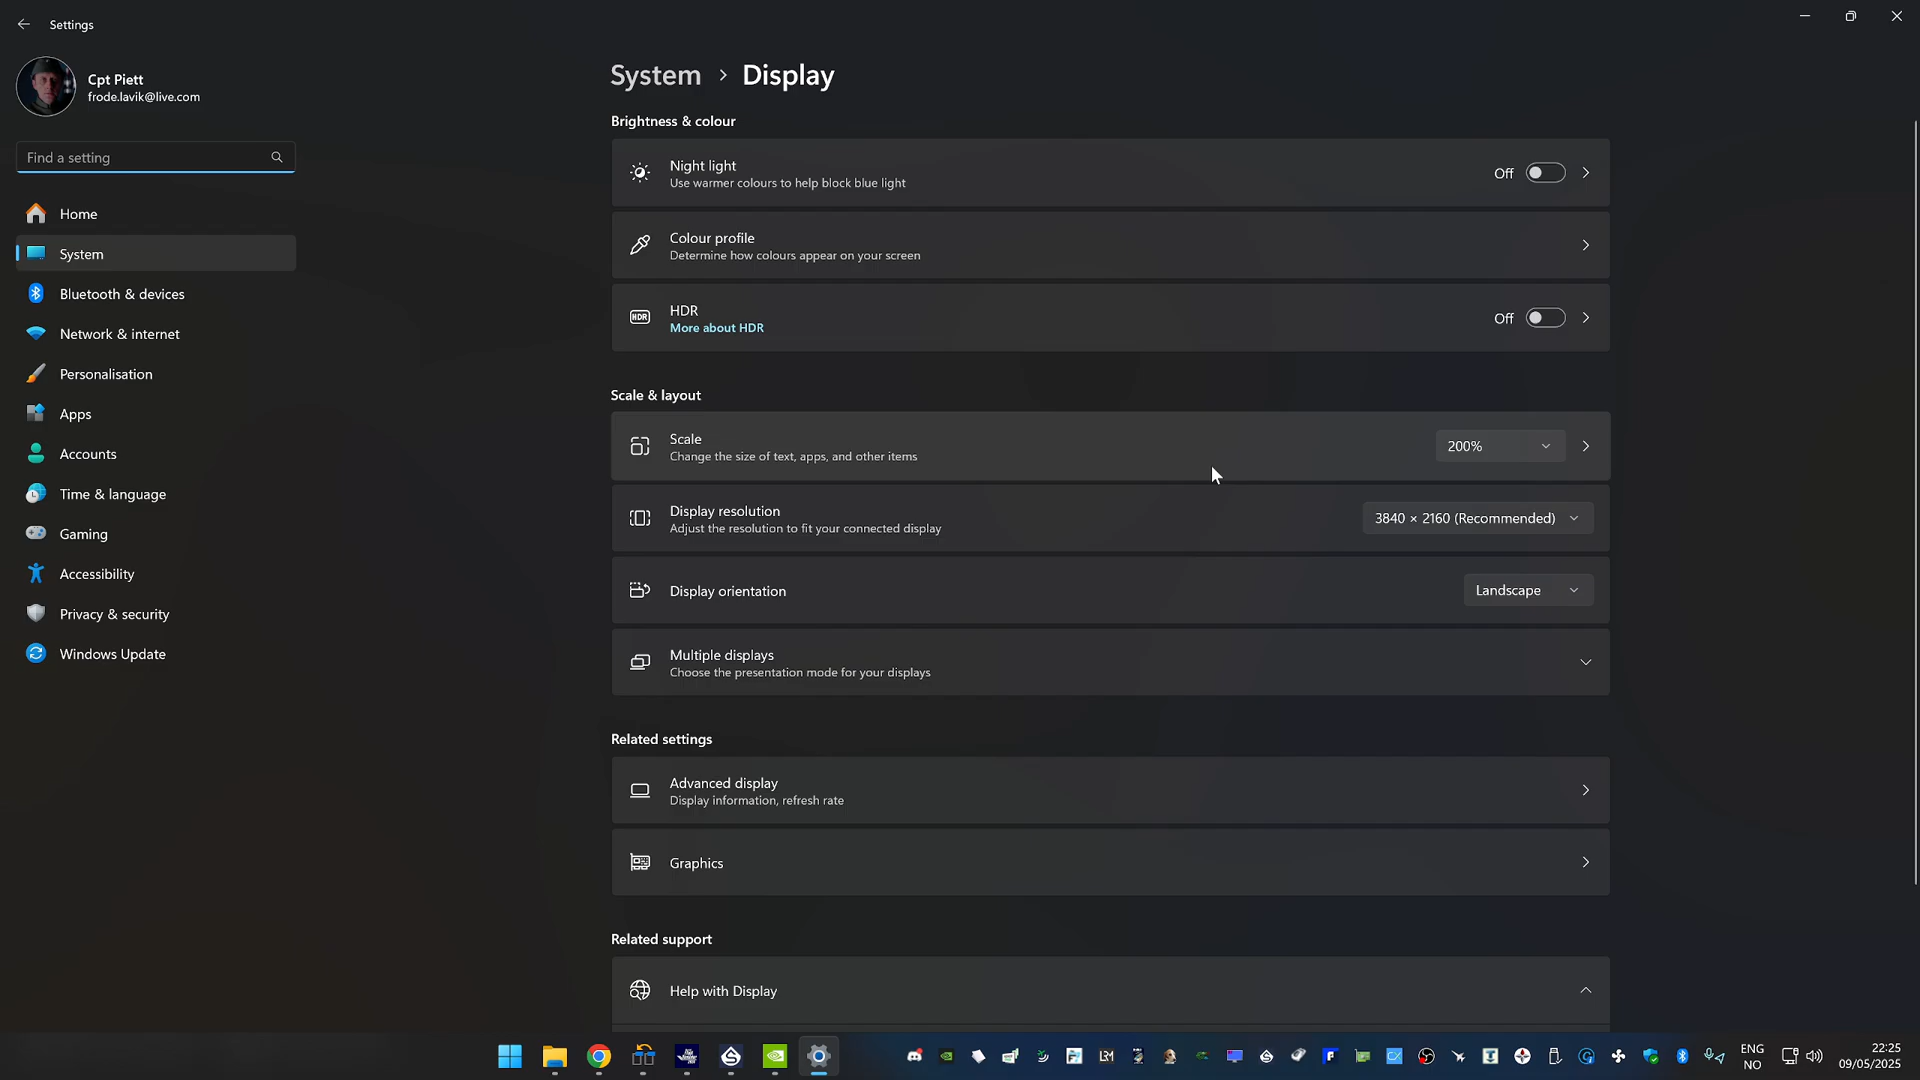 Settings
Cpt Piett
frode.lavik@live.com
Find a setting
Home
System
Bluetooth & devices
Network & internet
Personalisation
Apps
Accounts
Time & language
Gaming
Accessibility
Privacy & security
Windows Update
System › Display
Brightness & colour
Night light
Use warmer colours to help block blue light
Off
Colour profile
Determine how colours appear on your screen
HDR
HDR
More about HDR
Off
Scale & layout
Scale
Change the size of text, apps, and other items
200%
Display resolution
Adjust the resolution to fit your connected display
3840 × 2160 (Recommended)
Display orientation
Landscape
Multiple displays
Choose the presentation mode for your displays
Related settings
Advanced display
Display information, refresh rate
Graphics
Related support
Help with Display
LRM
CX
ENG
NO
22:25
09/05/2025